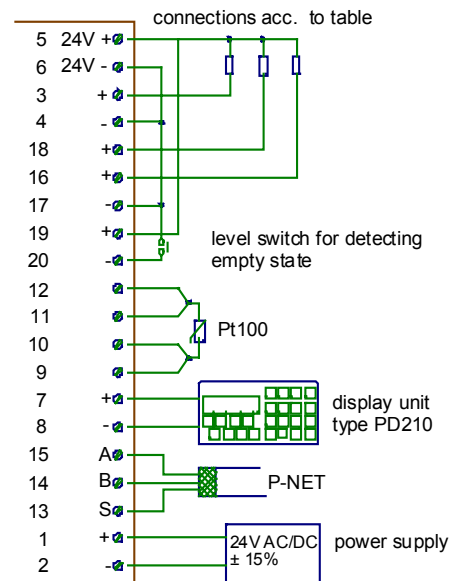 connections acc. to table
5 24V +
6 24V -
3 +
4 -
18 +
16 +
17 -
19 +
20 -
level switch for detecting
empty state
12
11
Pt100
10
9
7 +
8 -
display unit
type PD210
15 A
14 B
13 S
P-NET
1 +
2 -
24V AC/DC
± 15%
power supply